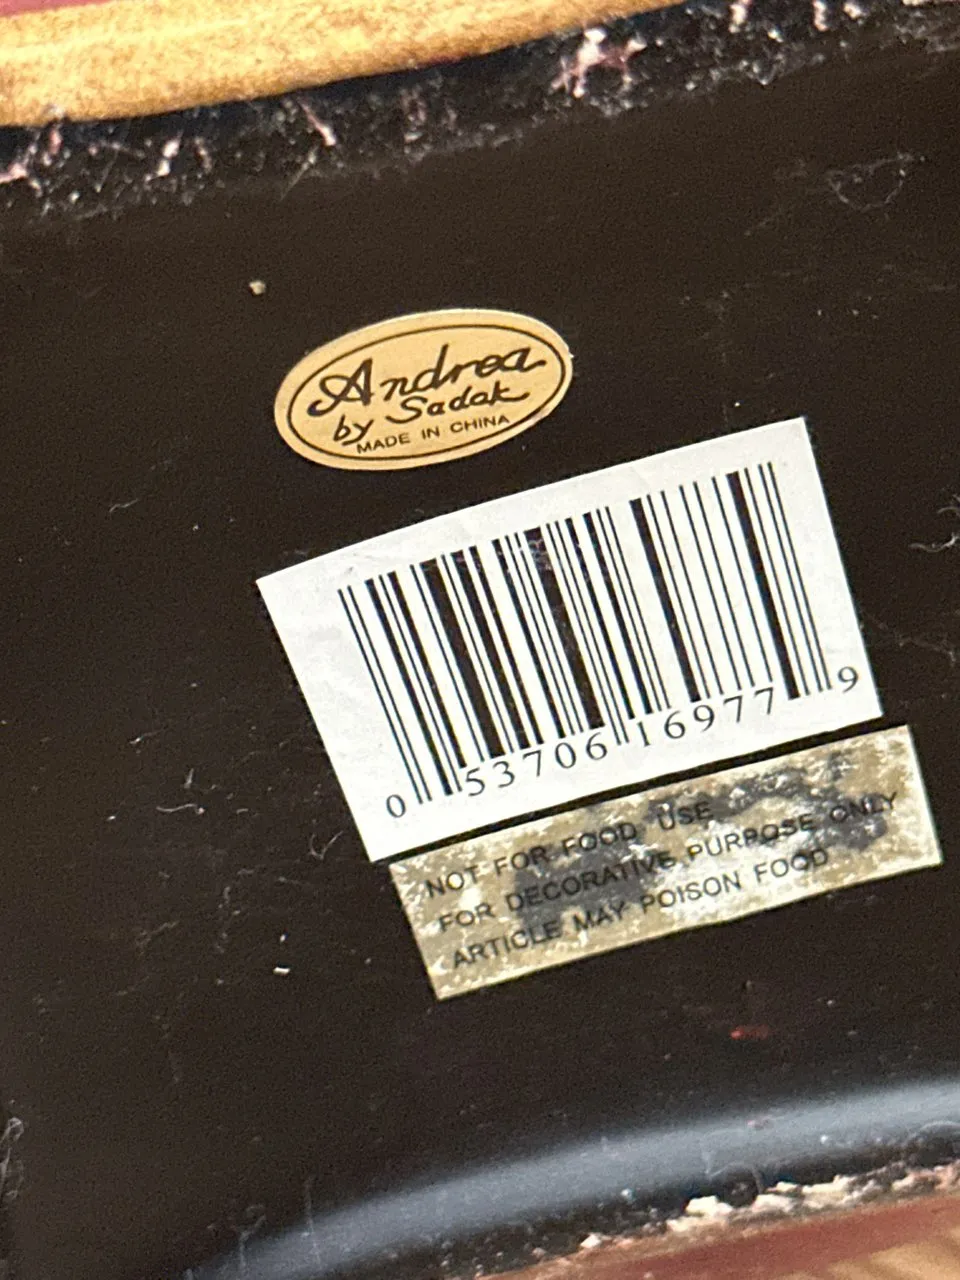 Andrea
by Sadek
MADE IN CHINA
0 53706 16977 9
NOT FOR FOOD USE
FOR DECORATIVE PURPOSE ONLY
ARTICLE MAY POISON FOOD